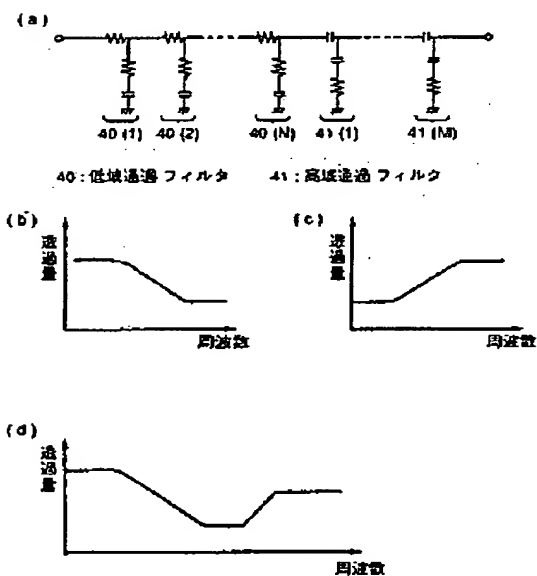 (a)
40 (1) 40 (2) 40 (N) 41 (1) 41 (M)
40:低域通過フィルタ 41:高域通過フィルタ
(b)
透過量
周波数
(c)
透過量
周波数
(d)
透過量
周波数